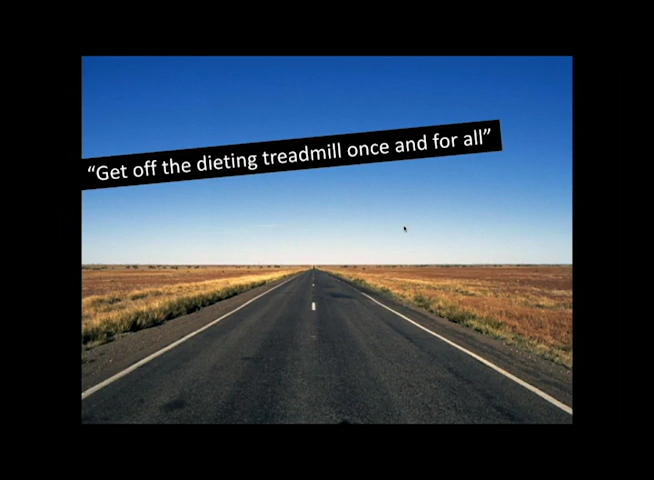 “Get off the dieting treadmill once and for all”